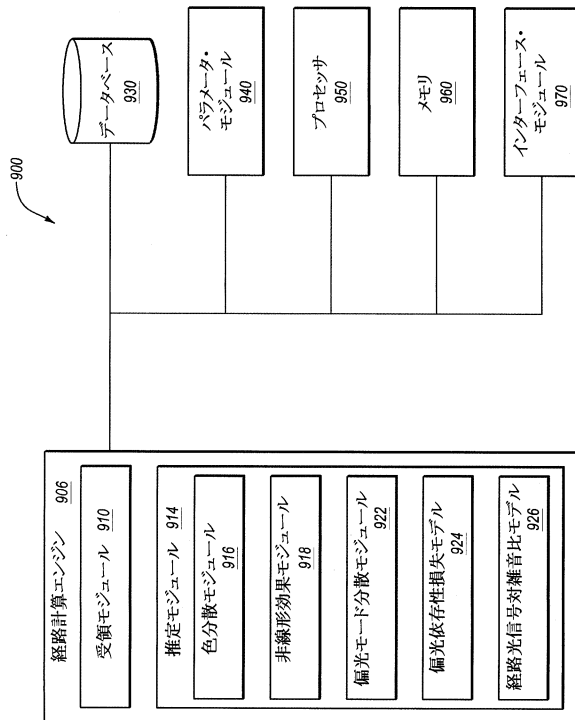 900
経路計算エンジン 906
受領モジュール 910
推定モジュール 914
色分散モジュール
916
非線形効果モジュール
918
偏光モード分散モジュール
922
偏光依存性損失モデル
924
経路光信号対雑音比モデル
926
データベース
930
パラメータ・
モジュール
940
プロセッサ
950
メモリ
960
インターフェース・
モジュール
970